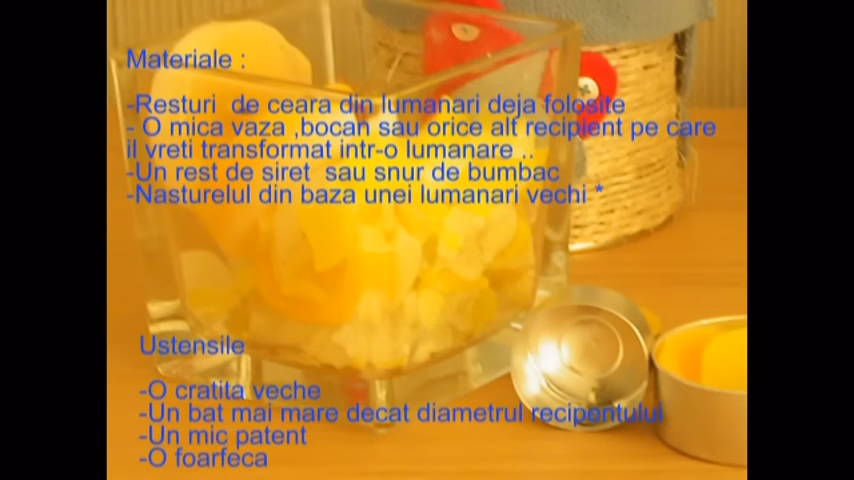 Materiale :
-Resturi de ceara din lumanari deja folosite
- O mica vaza ,bocan sau orice alt recipient pe care
il vreti transformat intr-o lumanare ..
-Un rest de siret sau snur de bumbac
-Nasturelul din baza unei lumanari vechi *
Ustensile
-O cratita veche
-Un bat mai mare decat diametrul recipentului
-Un mic patent
-O foarfeca